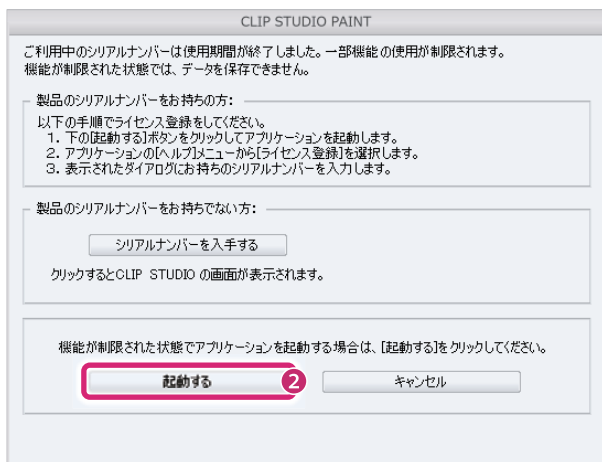 CLIP STUDIO PAINT
ご利用中のシリアルナンバーは使用期間が終了しました。一部機能の使用が制限されます。
機能が制限された状態では、データを保存できません。
製品のシリアルナンバーをお持ちの方：
以下の手順でライセンス登録をしてください。
1. 下の[起動する]ボタンをクリックしてアプリケーションを起動します。
2. アプリケーションの[ヘルプ]メニューから[ライセンス登録]を選択します。
3. 表示されたダイアログにお持ちのシリアルナンバーを入力します。
製品のシリアルナンバーをお持ちでない方：
シリアルナンバーを入手する
クリックするとCLIP STUDIO の画面が表示されます。
機能が制限された状態でアプリケーションを起動する場合は、[起動する]をクリックしてください。
起動する 2 キャンセル